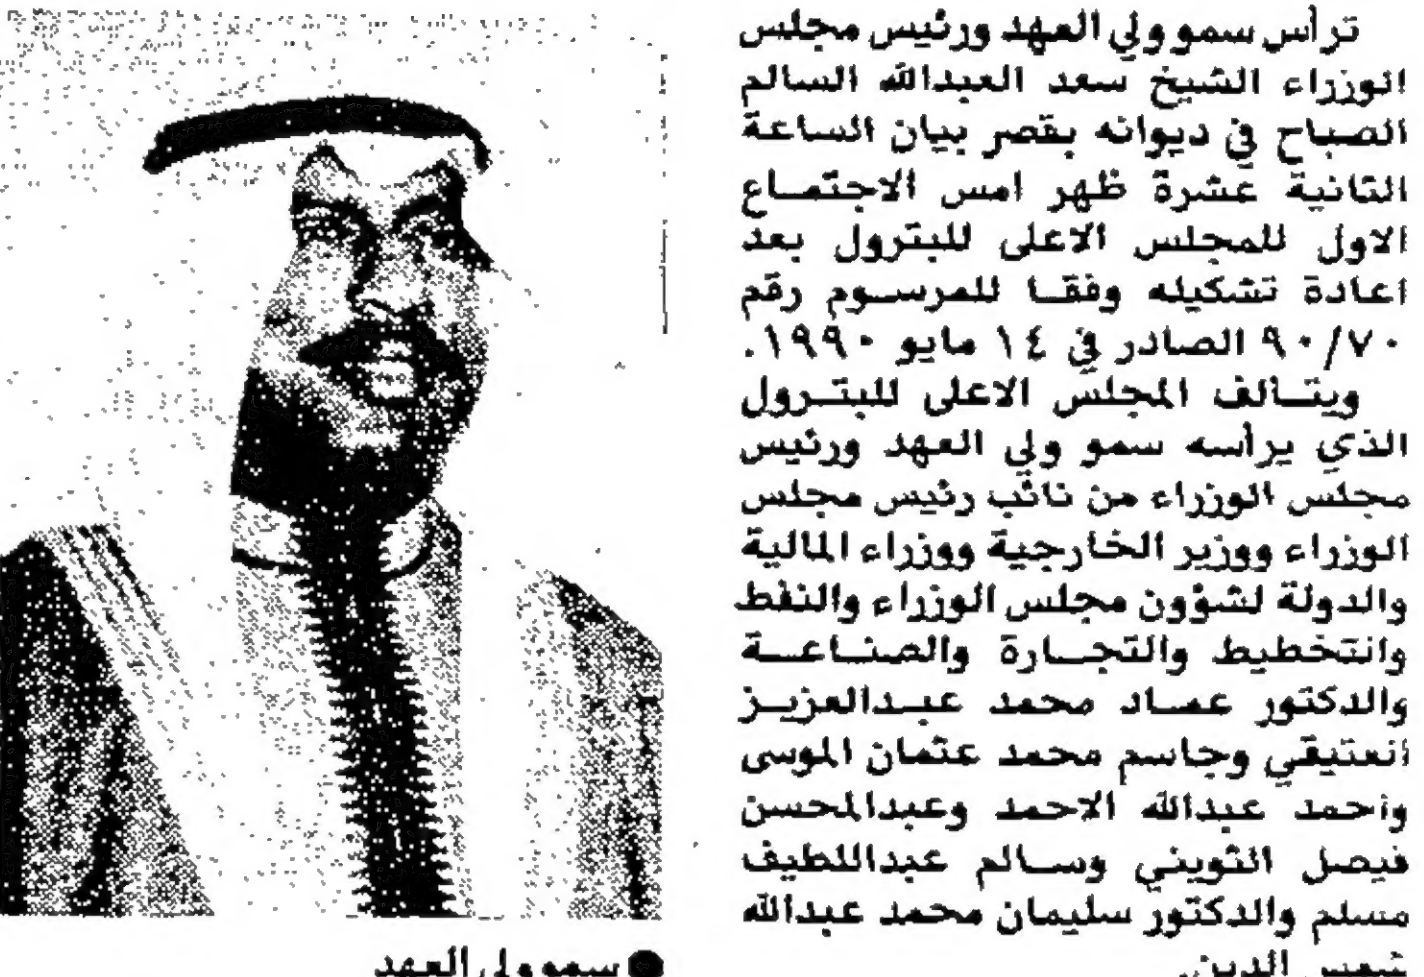 ترأس سمو ولي العهد ورئيس مجلس
الوزراء الشيخ سعد العبدالله السالم
الصباح في ديوانه بقصر بيان الساعة
الثانية عشرة ظهر امس الاجتماع
الاول للمجلس الاعلى للبترول بعد
اعادة تشكيله وفقا للمرسوم رقم
٩٠/٧٠ الصادر في ١٤ مايو ١٩٩٠.
ويتألف المجلس الاعلى للبترول
الذي يرأسه سمو ولي العهد ورئيس
مجلس الوزراء من نائب رئيس مجلس
الوزراء ووزير الخارجية ووزراء المالية
والدولة لشؤون مجلس الوزراء والنفط
والتخطيط والتجارة والصناعة
والدكتور عماد محمد عبدالعزيز
العتيقي وجاسم محمد عثمان الموسى
واحمد عبدالله الاحمد وعبدالمحسن
فيصل الثويني وسالم عبداللطيف
مسلم والدكتور سليمان محمد عبدالله
شمس الدين.
● سمو ولي العهد